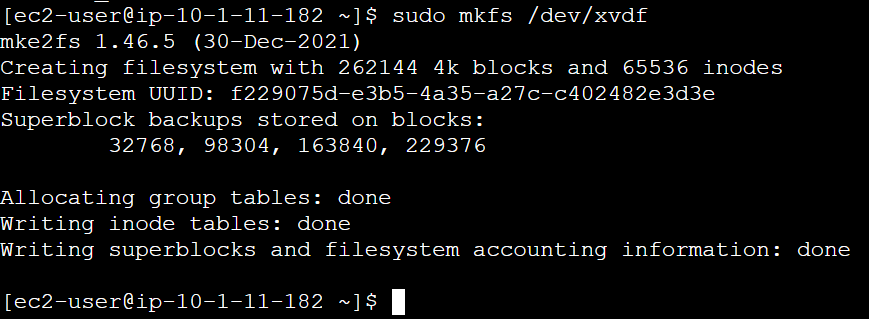 [ec2-user@ip-10-1-11-182 ~]$ sudo mkfs /dev/xvdf
mke2fs 1.46.5 (30-Dec-2021)
Creating filesystem with 262144 4k blocks and 65536 inodes
Filesystem UUID: f229075d-e3b5-4a35-a27c-c402482e3d3e
Superblock backups stored on blocks:
        32768, 98304, 163840, 229376

Allocating group tables: done
Writing inode tables: done
Writing superblocks and filesystem accounting information: done

[ec2-user@ip-10-1-11-182 ~]$